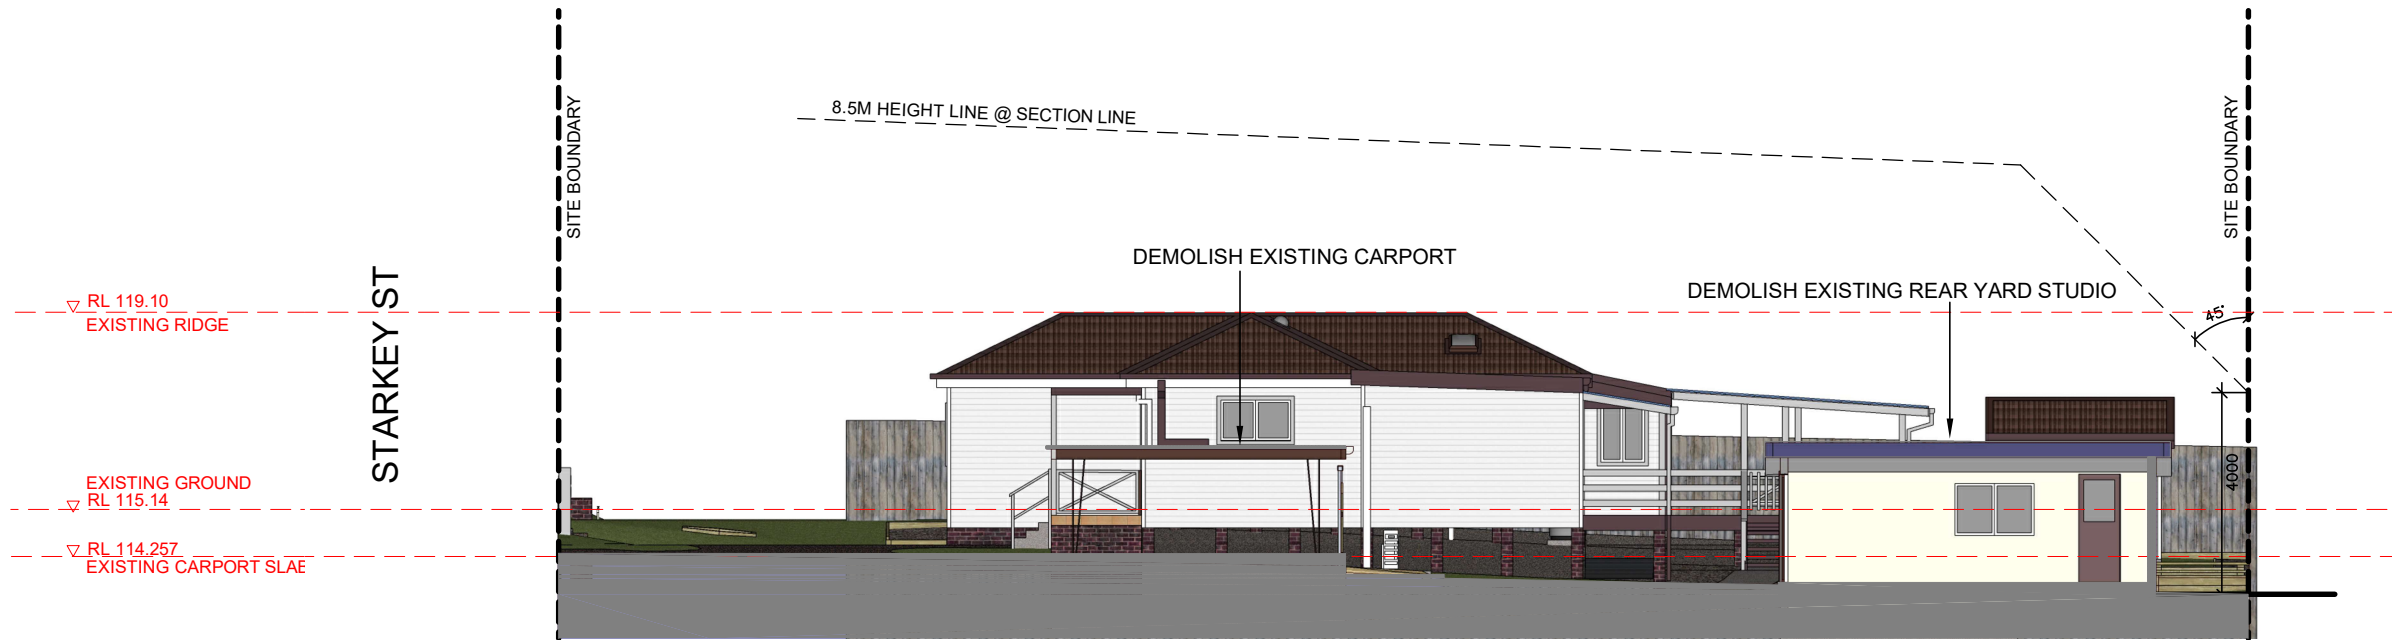 8.5M HEIGHT LINE @ SECTION LINE
SITE BOUNDARY
SITE BOUNDARY
DEMOLISH EXISTING CARPORT
DEMOLISH EXISTING REAR YARD STUDIO
RL 119.10
EXISTING RIDGE
STARKEY ST
45°
4000
EXISTING GROUND
RL 115.14
RL 114.257
EXISTING CARPORT SLAE